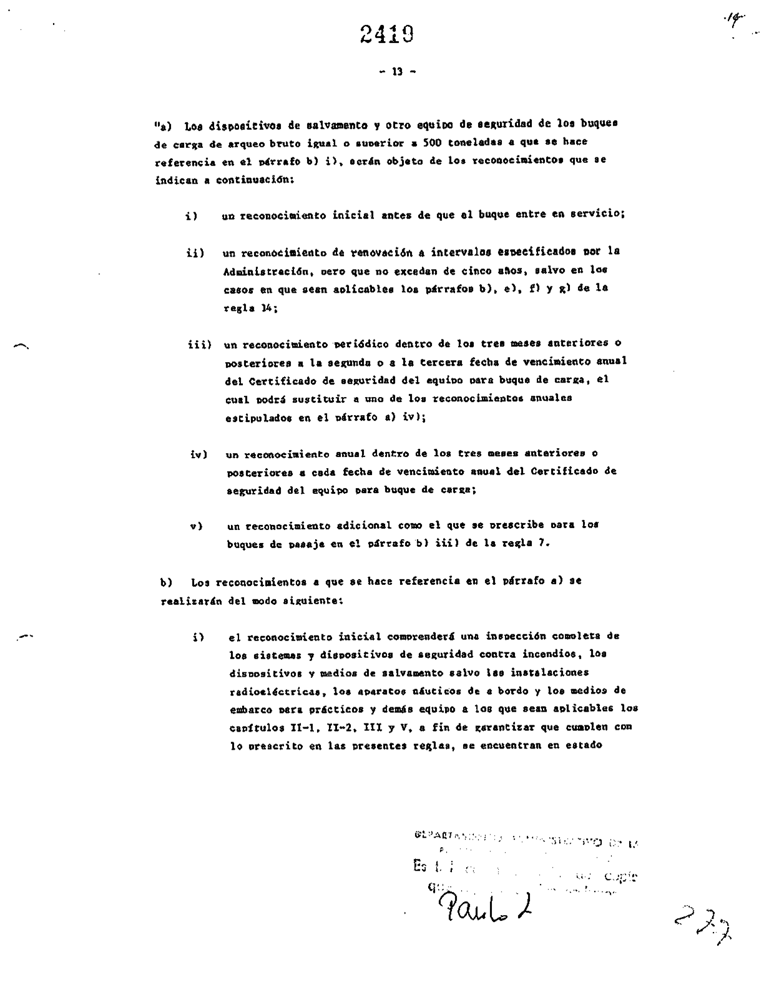 2419
- 13 -
"a) Los dispositivos de salvamento y otro equipo de seguridad de los buques
de carga de arqueo bruto igual o superior a 500 toneladas a que se hace
referencia en el párrafo b) i), serán objeto de los reconocimientos que se
indican a continuación:
i) un reconocimiento inicial antes de que el buque entre en servicio;
ii) un reconocimiento de renovación a intervalos especificados por la
Administración, pero que no excedan de cinco años, salvo en los
casos en que sean aplicables los párrafos b), e), f) y g) de la
regla 14;
iii) un reconocimiento periódico dentro de los tres meses anteriores o
posteriores a la segunda o a la tercera fecha de vencimiento anual
del Certificado de seguridad del equipo para buque de carga, el
cual podrá sustituir a uno de los reconocimientos anuales
estipulados en el párrafo a) iv);
iv) un reconocimiento anual dentro de los tres meses anteriores o
posteriores a cada fecha de vencimiento anual del Certificado de
seguridad del equipo para buque de carga;
v) un reconocimiento adicional como el que se prescribe para los
buques de pasaje en el párrafo b) iii) de la regla 7.
b) Los reconocimientos a que se hace referencia en el párrafo a) se
realizarán del modo siguiente:
i) el reconocimiento inicial comprenderá una inspección completa de
los sistemas y dispositivos de seguridad contra incendios, los
dispositivos y medios de salvamento salvo las instalaciones
radioeléctricas, los aparatos náuticos de a bordo y los medios de
embarco para prácticos y demás equipo a los que sean aplicables los
capítulos II-1, II-2, III y V, a fin de garantizar que cumplen con
lo prescrito en las presentes reglas, se encuentran en estado
DEPARTAMENTO ADMINISTRATIVO DE LA
Es copia
que
277